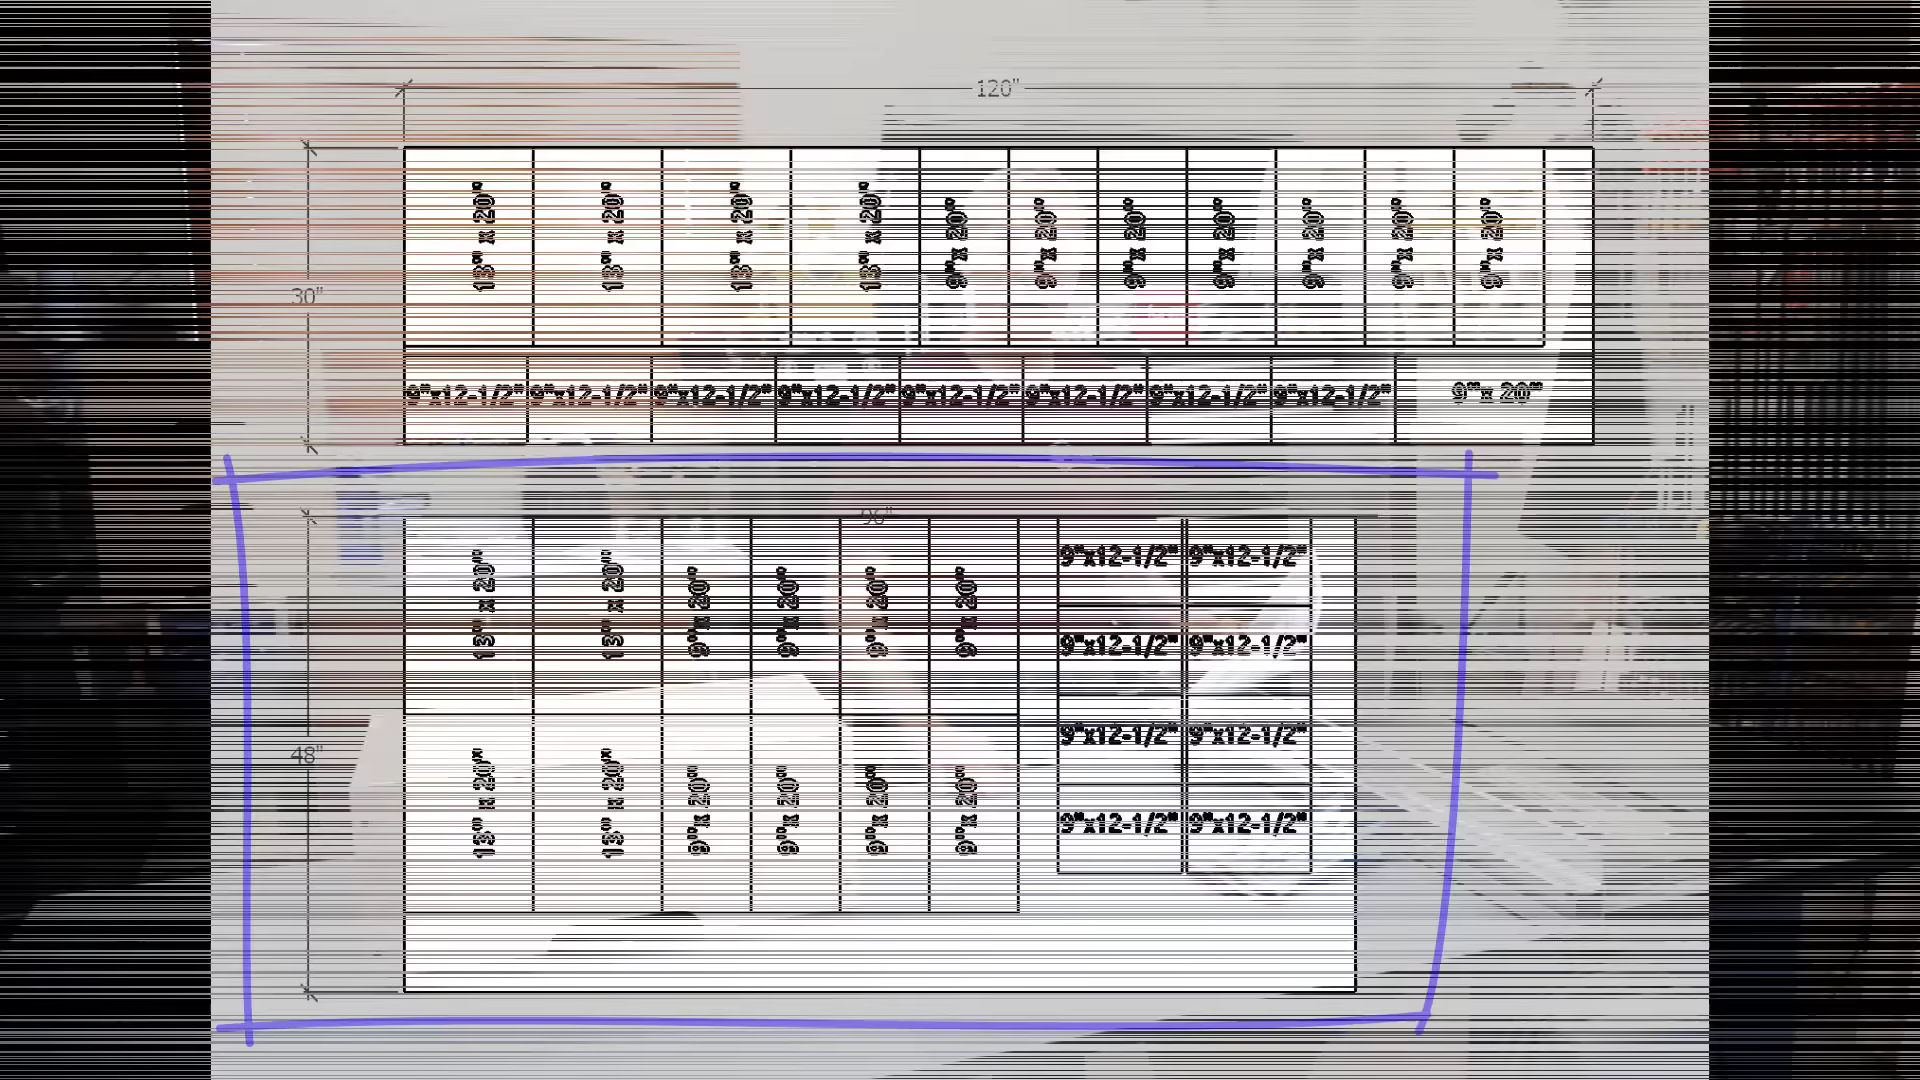 120"
13" x 20" 13" x 20" 13" x 20" 13" x 20" 9" x 20" 9" x 20" 9" x 20" 9" x 20" 9" x 20" 9" x 20" 9" x 20"
30"
9"x12-1/2" 9"x12-1/2" 9"x12-1/2" 9"x12-1/2" 9"x12-1/2" 9"x12-1/2" 9"x12-1/2" 9"x12-1/2" 9" x 20"
96"
13" x 20" 13" x 20" 9" x 20" 9" x 20" 9" x 20" 9" x 20"
9"x12-1/2" 9"x12-1/2"
9"x12-1/2" 9"x12-1/2"
48"
13" x 20" 13" x 20" 9" x 20" 9" x 20" 9" x 20" 9" x 20"
9"x12-1/2" 9"x12-1/2"
9"x12-1/2" 9"x12-1/2"